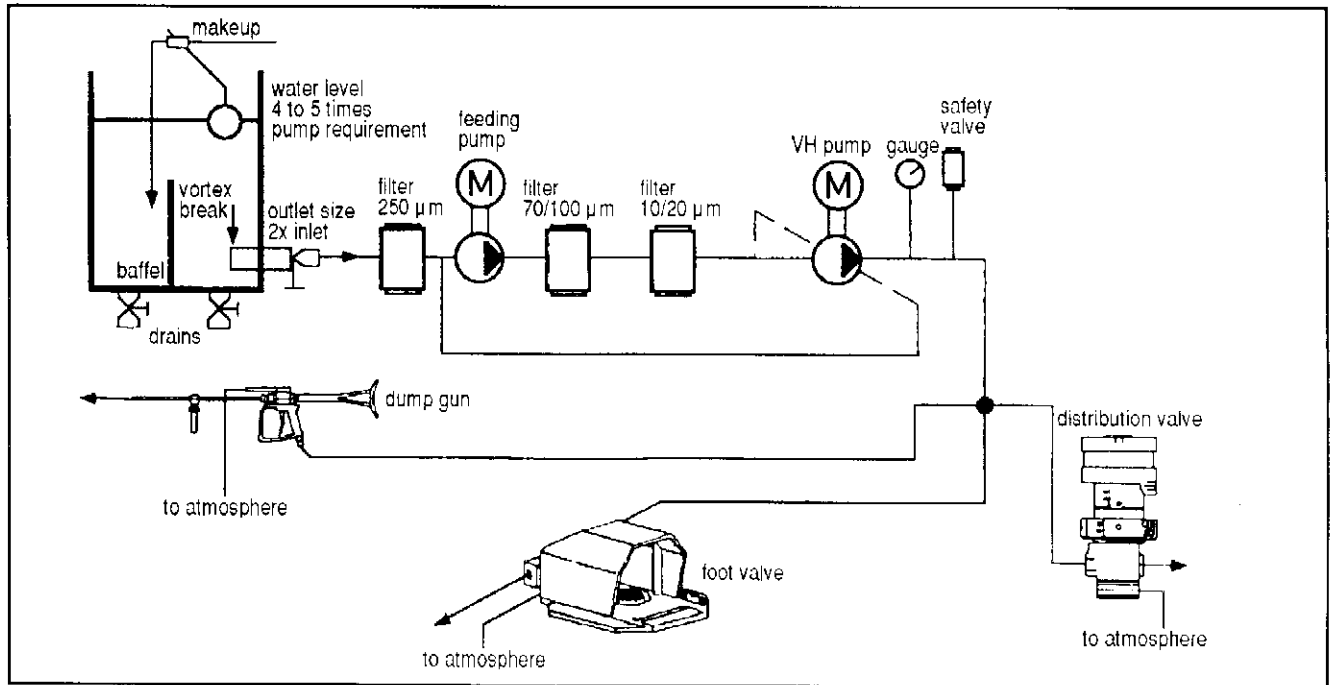 makeup
water level
4 to 5 times
pump requirement
vortex
break
outlet size
2x inlet
baffel
drains
filter
250 µm
feeding
pump
M
filter
70/100 µm
filter
10/20 µm
VH pump
M
gauge
safety
valve
dump gun
to atmosphere
distribution valve
foot valve
to atmosphere
to atmosphere